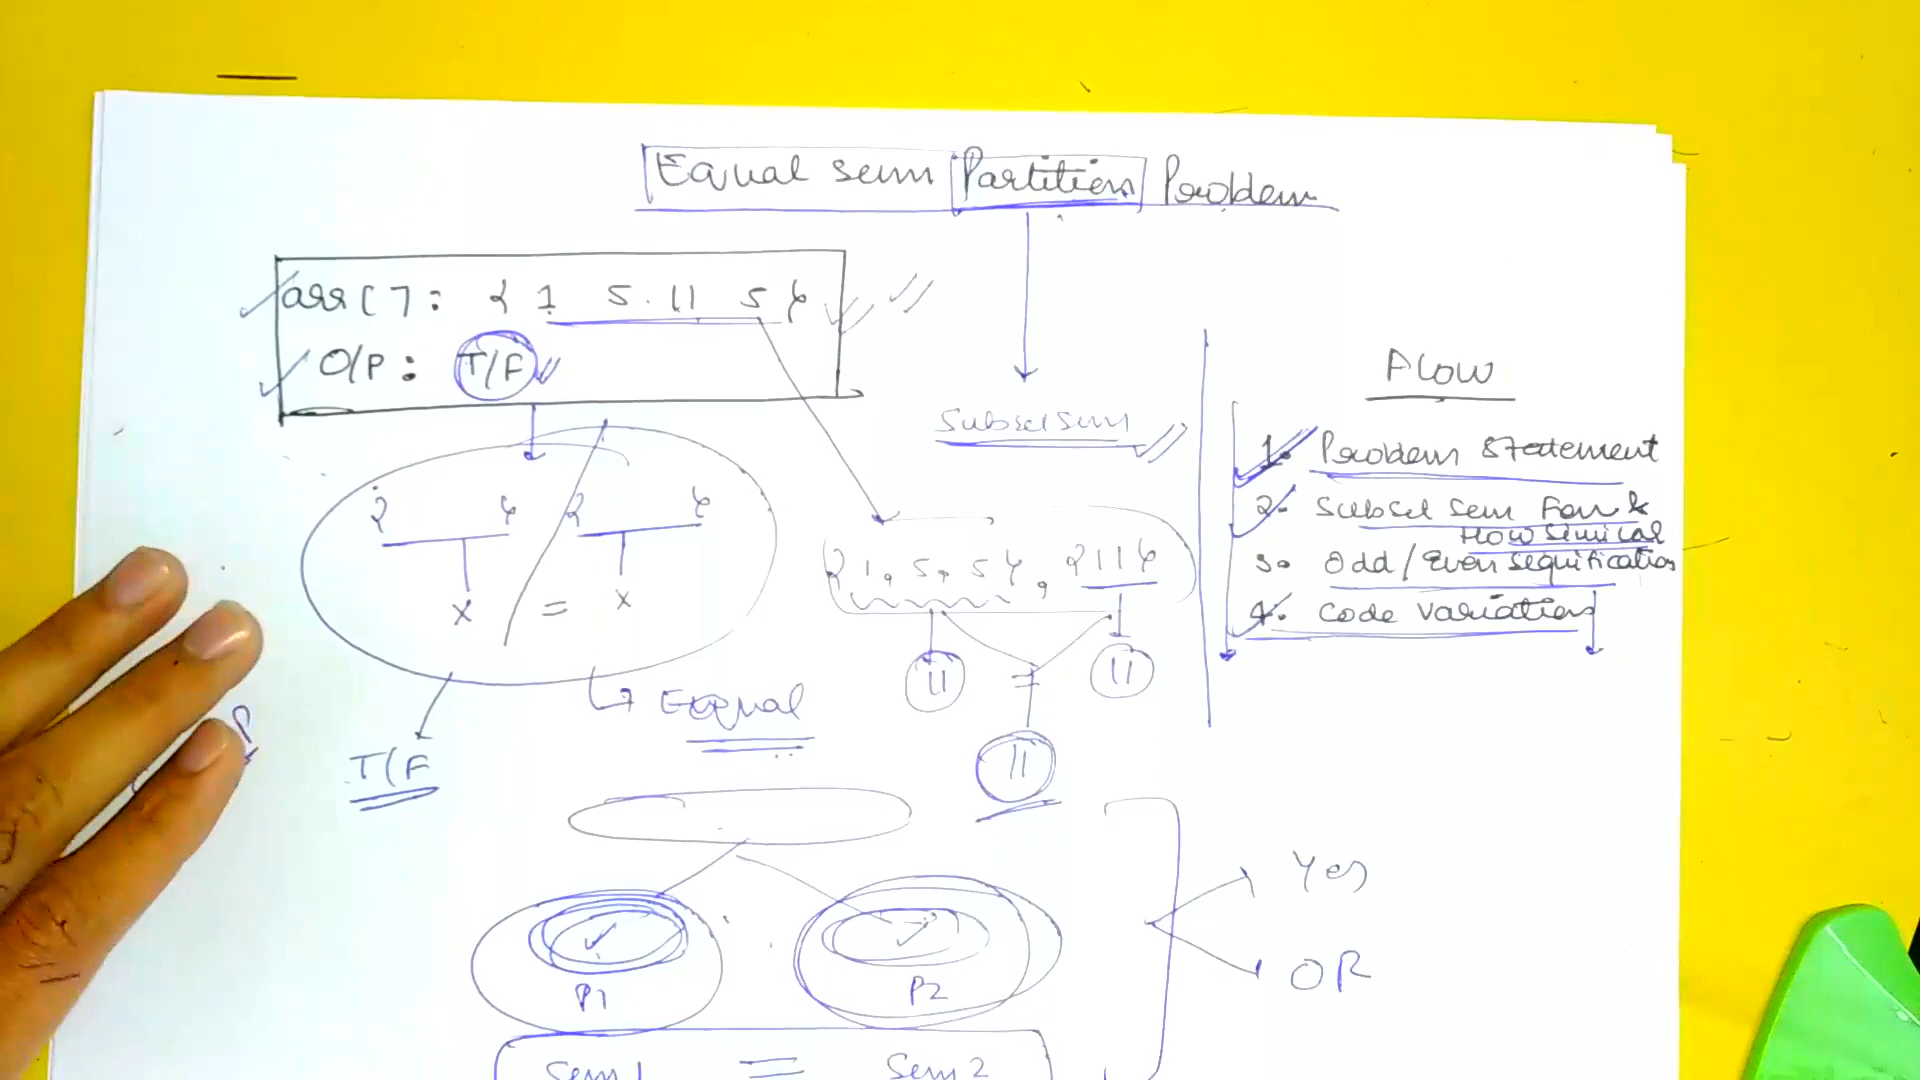 Equal sum Partition Problem
arr[]: { 1 5 11 5 }
O/P: T/F
Subset sum
{ } { }
x = x
T/F
Equal
{ 1, 5, 5 }, { 11 }
11 = 11
11
Flow
1. Problem Statement
2. Subset Sum
How Similar
3. Odd/Even
4. Code Variation
P1 P2
Sum 1 = Sum 2
Yes
OR